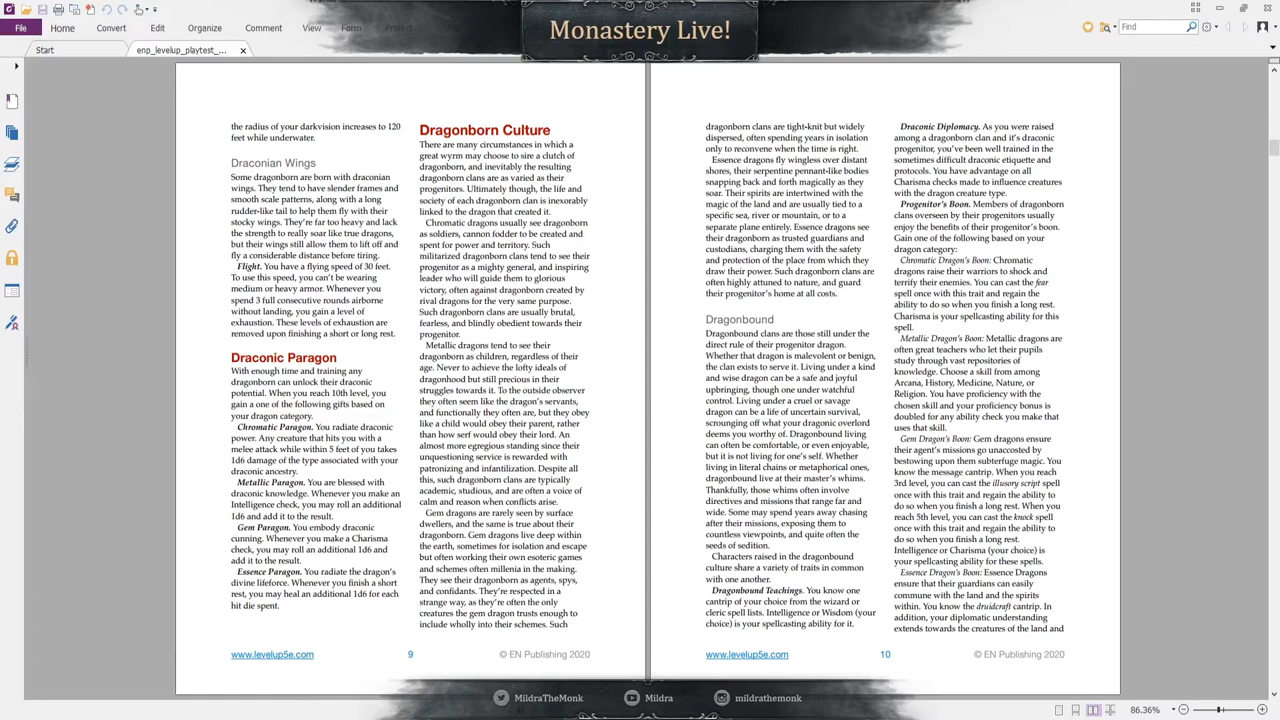 Monastery Live!
File
Home
Convert
Edit
Organize
Comment
View
Form
Protect
Find
Start
enp_levelup_playtest_...
the radius of your darkvision increases to 120
feet while underwater.
Draconian Wings
Some dragonborn are born with draconian
wings. They tend to have slender frames and
smooth scale patterns, along with a long
rudder-like tail to help them fly with their
stocky wings. They're far too heavy and lack
the strength to really soar like true dragons,
but their wings still allow them to lift off and
fly a considerable distance before tiring.
Flight. You have a flying speed of 30 feet.
To use this speed, you can't be wearing
medium or heavy armor. Whenever you
spend 3 full consecutive rounds airborne
without landing, you gain a level of
exhaustion. These levels of exhaustion are
removed upon finishing a short or long rest.
Draconic Paragon
With enough time and training any
dragonborn can unlock their draconic
potential. When you reach 10th level, you
gain a one of the following gifts based on
your dragon category.
Chromatic Paragon. You radiate draconic
power. Any creature that hits you with a
melee attack while within 5 feet of you takes
1d6 damage of the type associated with your
draconic ancestry.
Metallic Paragon. You are blessed with
draconic knowledge. Whenever you make an
Intelligence check, you may roll an additional
1d6 and add it to the result.
Gem Paragon. You embody draconic
cunning. Whenever you make a Charisma
check, you may roll an additional 1d6 and
add it to the result.
Essence Paragon. You radiate the dragon's
divine lifeforce. Whenever you finish a short
rest, you may heal an additional 1d6 for each
hit die spent.
Dragonborn Culture
There are many circumstances in which a
great wyrm may choose to sire a clutch of
dragonborn, and inevitably the resulting
dragonborn clans are as varied as their
progenitors. Ultimately though, the life and
society of each dragonborn clan is inexorably
linked to the dragon that created it.
Chromatic dragons usually see dragonborn
as soldiers, cannon fodder to be created and
spent for power and territory. Such
militarized dragonborn clans tend to see their
progenitor as a mighty general, and inspiring
leader who will guide them to glorious
victory, often against dragonborn created by
rival dragons for the very same purpose.
Such dragonborn clans are usually brutal,
fearless, and blindly obedient towards their
progenitor.
Metallic dragons tend to see their
dragonborn as children, regardless of their
age. Never to achieve the lofty ideals of
dragonhood but still precious in their
struggles towards it. To the outside observer
they often seem like the dragon's servants,
and functionally they often are, but they obey
like a child would obey their parent, rather
than how serf would obey their lord. An
almost more egregious standing since their
unquestioning service is rewarded with
patronizing and infantilization. Despite all
this, such dragonborn clans are typically
academic, studious, and are often a voice of
calm and reason when conflicts arise.
Gem dragons are rarely seen by surface
dwellers, and the same is true about their
dragonborn. Gem dragons live deep within
the earth, sometimes for isolation and escape
but often working their own esoteric games
and schemes often millenia in the making.
They see their dragonborn as agents, spys,
and confidants. They're respected in a
strange way, as they're often the only
creatures the gem dragon trusts enough to
include wholly into their schemes. Such
www.levelup5e.com
9
© EN Publishing 2020
dragonborn clans are tight-knit but widely
dispersed, often spending years in isolation
only to reconvene when the time is right.
Essence dragons fly wingless over distant
shores, their serpentine pennant-like bodies
snapping back and forth magically as they
soar. Their spirits are intertwined with the
magic of the land and are usually tied to a
specific sea, river or mountain, or to a
separate plane entirely. Essence dragons see
their dragonborn as trusted guardians and
custodians, charging them with the safety
and protection of the place from which they
draw their power. Such dragonborn clans are
often highly attuned to nature, and guard
their progenitor's home at all costs.
Dragonbound
Dragonbound clans are those still under the
direct rule of their progenitor dragon.
Whether that dragon is malevolent or benign,
the clan exists to serve it. Living under a kind
and wise dragon can be a safe and joyful
upbringing, though one under watchful
control. Living under a cruel or savage
dragon can be a life of uncertain survival,
scrounging off what your dragonic overlord
deems you worthy of. Dragonbound living
can often be comfortable, or even enjoyable,
but it is not living for one's self. Whether
living in literal chains or metaphorical ones,
dragonbound live at their master's whims.
Thankfully, those whims often involve
directives and missions that range far and
wide. Some may spend years away chasing
after their missions, exposing them to
countless viewpoints, and quite often the
seeds of sedition.
Characters raised in the dragonbound
culture share a variety of traits in common
with one another.
Dragonbound Teachings. You know one
cantrip of your choice from the wizard or
cleric spell lists. Intelligence or Wisdom (your
choice) is your spellcasting ability for it.
Draconic Diplomacy. As you were raised
among a dragonborn clan and it's draconic
progenitor, you've been well trained in the
sometimes difficult draconic etiquette and
protocols. You have advantage on all
Charisma checks made to influence creatures
with the dragon creature type.
Progenitor's Boon. Members of dragonborn
clans overseen by their progenitors usually
enjoy the benefits of their progenitor's boon.
Gain one of the following based on your
dragon category:
Chromatic Dragon's Boon: Chromatic
dragons raise their warriors to shock and
terrify their enemies. You can cast the fear
spell once with this trait and regain the
ability to do so when you finish a long rest.
Charisma is your spellcasting ability for this
spell.
Metallic Dragon's Boon: Metallic dragons are
often great teachers who let their pupils
study through vast repositories of
knowledge. Choose a skill from among
Arcana, History, Medicine, Nature, or
Religion. You have proficiency with the
chosen skill and your proficiency bonus is
doubled for any ability check you make that
uses that skill.
Gem Dragon's Boon: Gem dragons ensure
their agent's missions go unaccosted by
bestowing upon them subterfuge magic. You
know the message cantrip. When you reach
3rd level, you can cast the illusory script spell
once with this trait and regain the ability to
do so when you finish a long rest. When you
reach 5th level, you can cast the knock spell
once with this trait and regain the ability to
do so when you finish a long rest.
Intelligence or Charisma (your choice) is
your spellcasting ability for these spells.
Essence Dragon's Boon: Essence Dragons
ensure that their guardians can easily
commune with the land and the spirits
within. You know the druidcraft cantrip. In
addition, your diplomatic understanding
extends towards the creatures of the land and
www.levelup5e.com
10
© EN Publishing 2020
MildraTheMonk
Mildra
mildrathemonk
86.36%